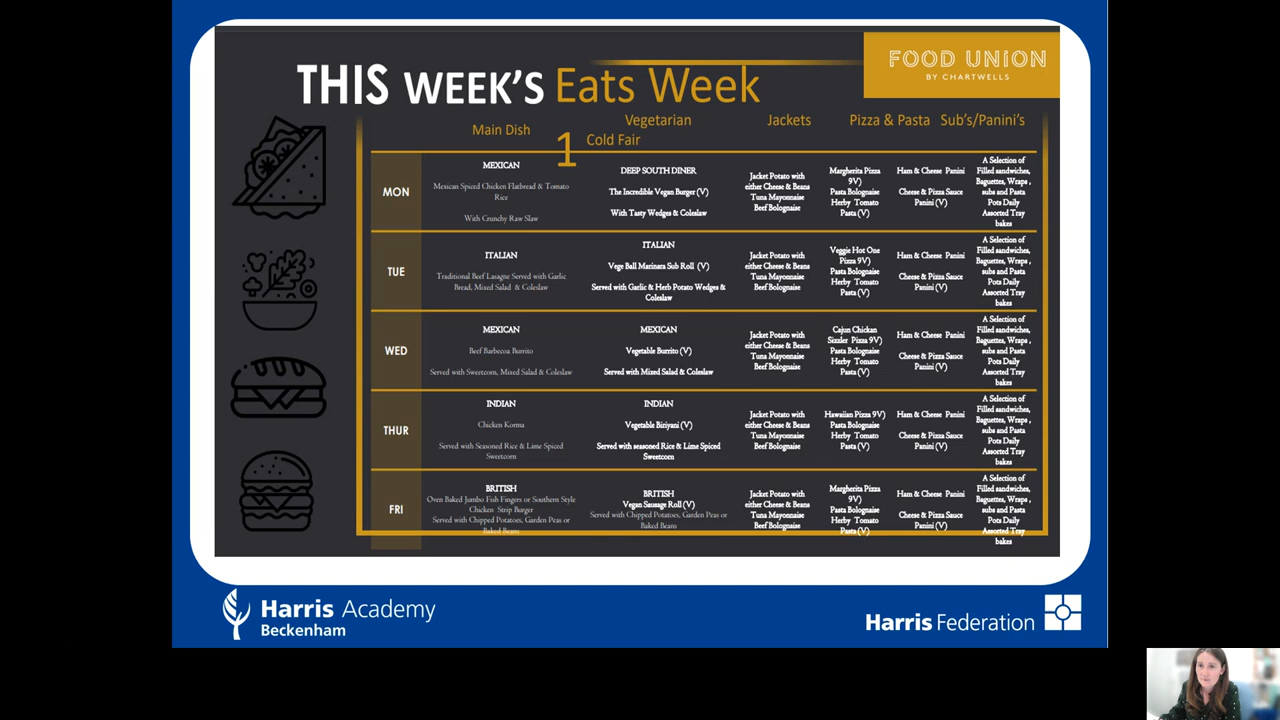 FOOD UNION
BY CHARTWELLS
THIS WEEK'S Eats Week
1
Main Dish
Vegetarian
Jackets
Pizza & Pasta
Sub's/Panini's
Cold Fair
MON
MEXICAN
Mexican Spiced Chicken Flatbread & Tomato
Rice
With Crunchy Raw Slaw
DEEP SOUTH DINER
The Incredible Vegan Burger (V)
With Tasty Wedges & Coleslaw
Jacket Potato with
either Cheese & Beans
Tuna Mayonnaise
Beef Bolognaise
Margherita Pizza
9V)
Pasta Bolognaise
Herby Tomato
Pasta (V)
Ham & Cheese Panini
Cheese & Pizza Sauce
Panini (V)
A Selection of
Filled sandwiches,
Baguettes, Wraps ,
subs and Pasta
Pots Daily
Assorted Tray
bakes
TUE
ITALIAN
Traditional Beef Lasagne Served with Garlic
Bread, Mixed Salad & Coleslaw
ITALIAN
Vege Ball Marinara Sub Roll (V)
Served with Garlic & Herb Potato Wedges &
Coleslaw
Jacket Potato with
either Cheese & Beans
Tuna Mayonnaise
Beef Bolognaise
Veggie Hot One
Pizza 9V)
Pasta Bolognaise
Herby Tomato
Pasta (V)
Ham & Cheese Panini
Cheese & Pizza Sauce
Panini (V)
A Selection of
Filled sandwiches,
Baguettes, Wraps ,
subs and Pasta
Pots Daily
Assorted Tray
bakes
WED
MEXICAN
Beef Barbecoa Burrito
Served with Sweetcorn, Mixed Salad & Coleslaw
MEXICAN
Vegetable Burrito (V)
Served with Mixed Salad & Coleslaw
Jacket Potato with
either Cheese & Beans
Tuna Mayonnaise
Beef Bolognaise
Cajun Chickan
Sizzler Pizza 9V)
Pasta Bolognaise
Herby Tomato
Pasta (V)
Ham & Cheese Panini
Cheese & Pizza Sauce
Panini (V)
A Selection of
Filled sandwiches,
Baguettes, Wraps ,
subs and Pasta
Pots Daily
Assorted Tray
bakes
THUR
INDIAN
Chicken Korma
Served with Seasoned Rice & Lime Spiced
Sweetcorn
INDIAN
Vegetable Biriyani (V)
Served with seasoned Rice & Lime Spiced
Sweetcorn
Jacket Potato with
either Cheese & Beans
Tuna Mayonnaise
Beef Bolognaise
Hawaiian Pizza 9V)
Pasta Bolognaise
Herby Tomato
Pasta (V)
Ham & Cheese Panini
Cheese & Pizza Sauce
Panini (V)
A Selection of
Filled sandwiches,
Baguettes, Wraps ,
subs and Pasta
Pots Daily
Assorted Tray
bakes
FRI
BRITISH
Oven Baked Jumbo Fish Fingers or Southern Style
Chicken Strip Burger
Served with Chipped Potatoes, Garden Peas or
Baked Beans
BRITISH
Vegan Sausage Roll (V)
Served with Chipped Potatoes, Garden Peas or
Baked Beans
Jacket Potato with
either Cheese & Beans
Tuna Mayonnaise
Beef Bolognaise
Margherita Pizza
9V)
Pasta Bolognaise
Herby Tomato
Pasta (V)
Ham & Cheese Panini
Cheese & Pizza Sauce
Panini (V)
A Selection of
Filled sandwiches,
Baguettes, Wraps ,
subs and Pasta
Pots Daily
Assorted Tray
bakes
Harris Academy
Beckenham
Harris Federation